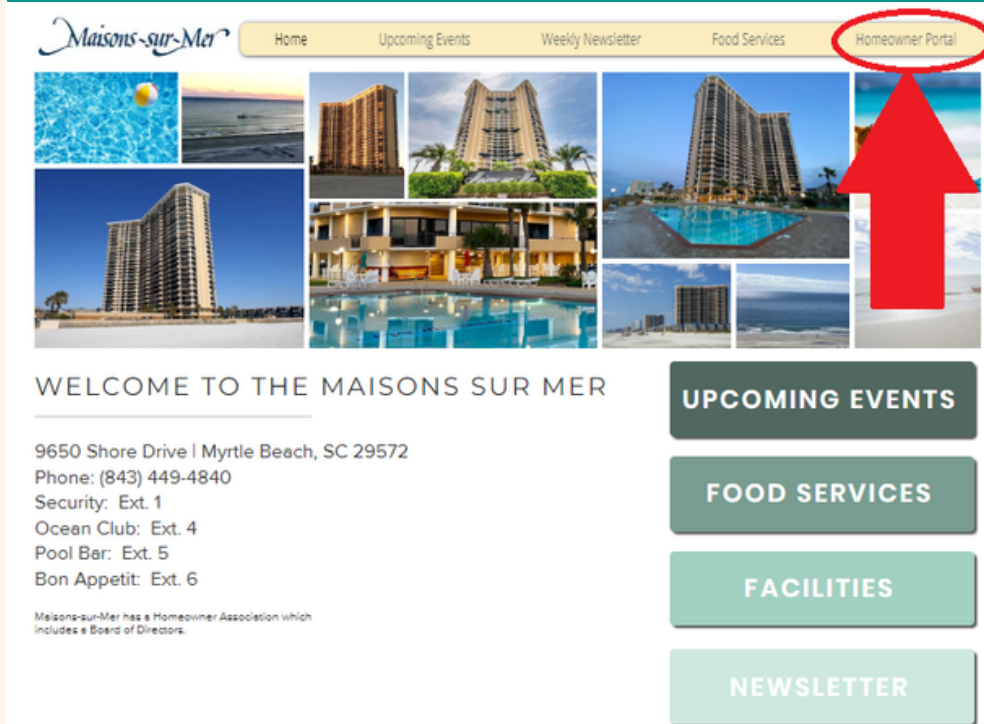 Maisons-sur-Mer
Home
Upcoming Events
Weekly Newsletter
Food Services
Homeowner Portal
WELCOME TO THE MAISONS SUR MER
9650 Shore Drive | Myrtle Beach, SC 29572
Phone: (843) 449-4840
Security: Ext. 1
Ocean Club: Ext. 4
Pool Bar: Ext. 5
Bon Appetit: Ext. 6
Maisons-sur-Mer has a Homeowner Association which
includes a Board of Directors.
UPCOMING EVENTS
FOOD SERVICES
FACILITIES
NEWSLETTER